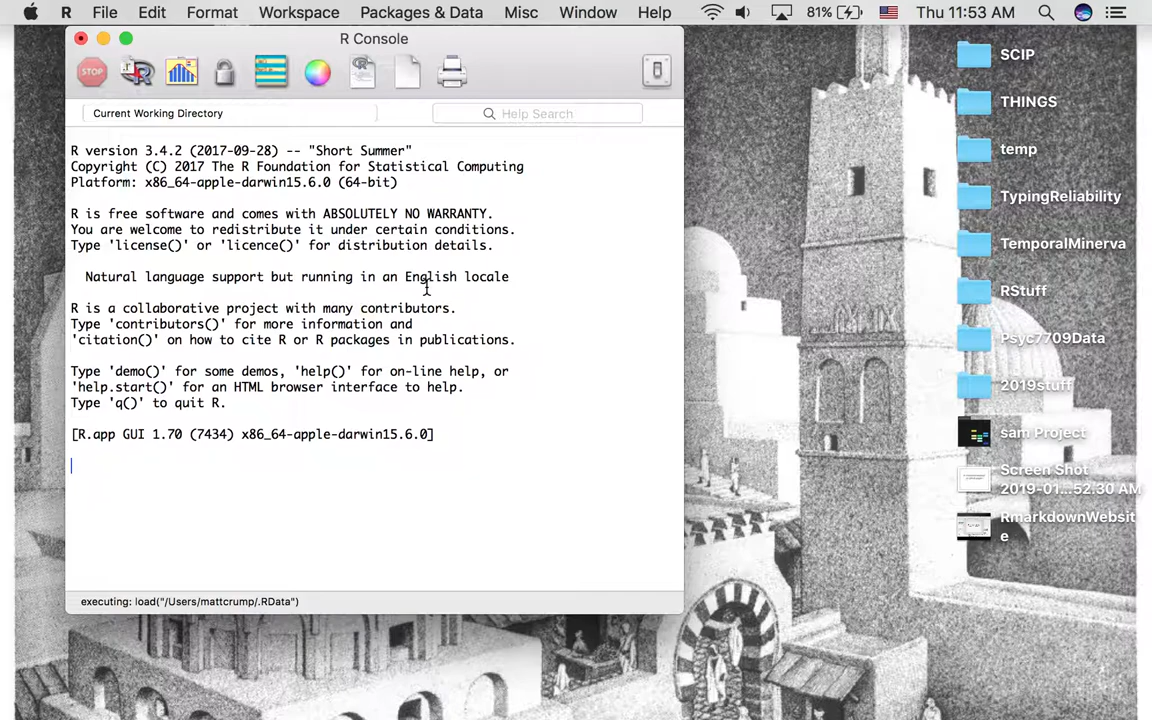 R File Edit Format Workspace Packages & Data Misc Window Help 81% Thu 11:53 AM
R Console
STOP
Current Working Directory
Help Search
R version 3.4.2 (2017-09-28) -- "Short Summer"
Copyright (C) 2017 The R Foundation for Statistical Computing
Platform: x86_64-apple-darwin15.6.0 (64-bit)
R is free software and comes with ABSOLUTELY NO WARRANTY.
You are welcome to redistribute it under certain conditions.
Type 'license()' or 'licence()' for distribution details.
Natural language support but running in an English locale
R is a collaborative project with many contributors.
Type 'contributors()' for more information and
'citation()' on how to cite R or R packages in publications.
Type 'demo()' for some demos, 'help()' for on-line help, or
'help.start()' for an HTML browser interface to help.
Type 'q()' to quit R.
[R.app GUI 1.70 (7434) x86_64-apple-darwin15.6.0]
executing: load("/Users/mattcrump/.RData")
SCIP
THINGS
temp
TypingReliability
TemporalMinerva
RStuff
Psyc7709Data
2019stuff
sam Project
Screen Shot
2019-01...52.30 AM
RmarkdownWebsit
e